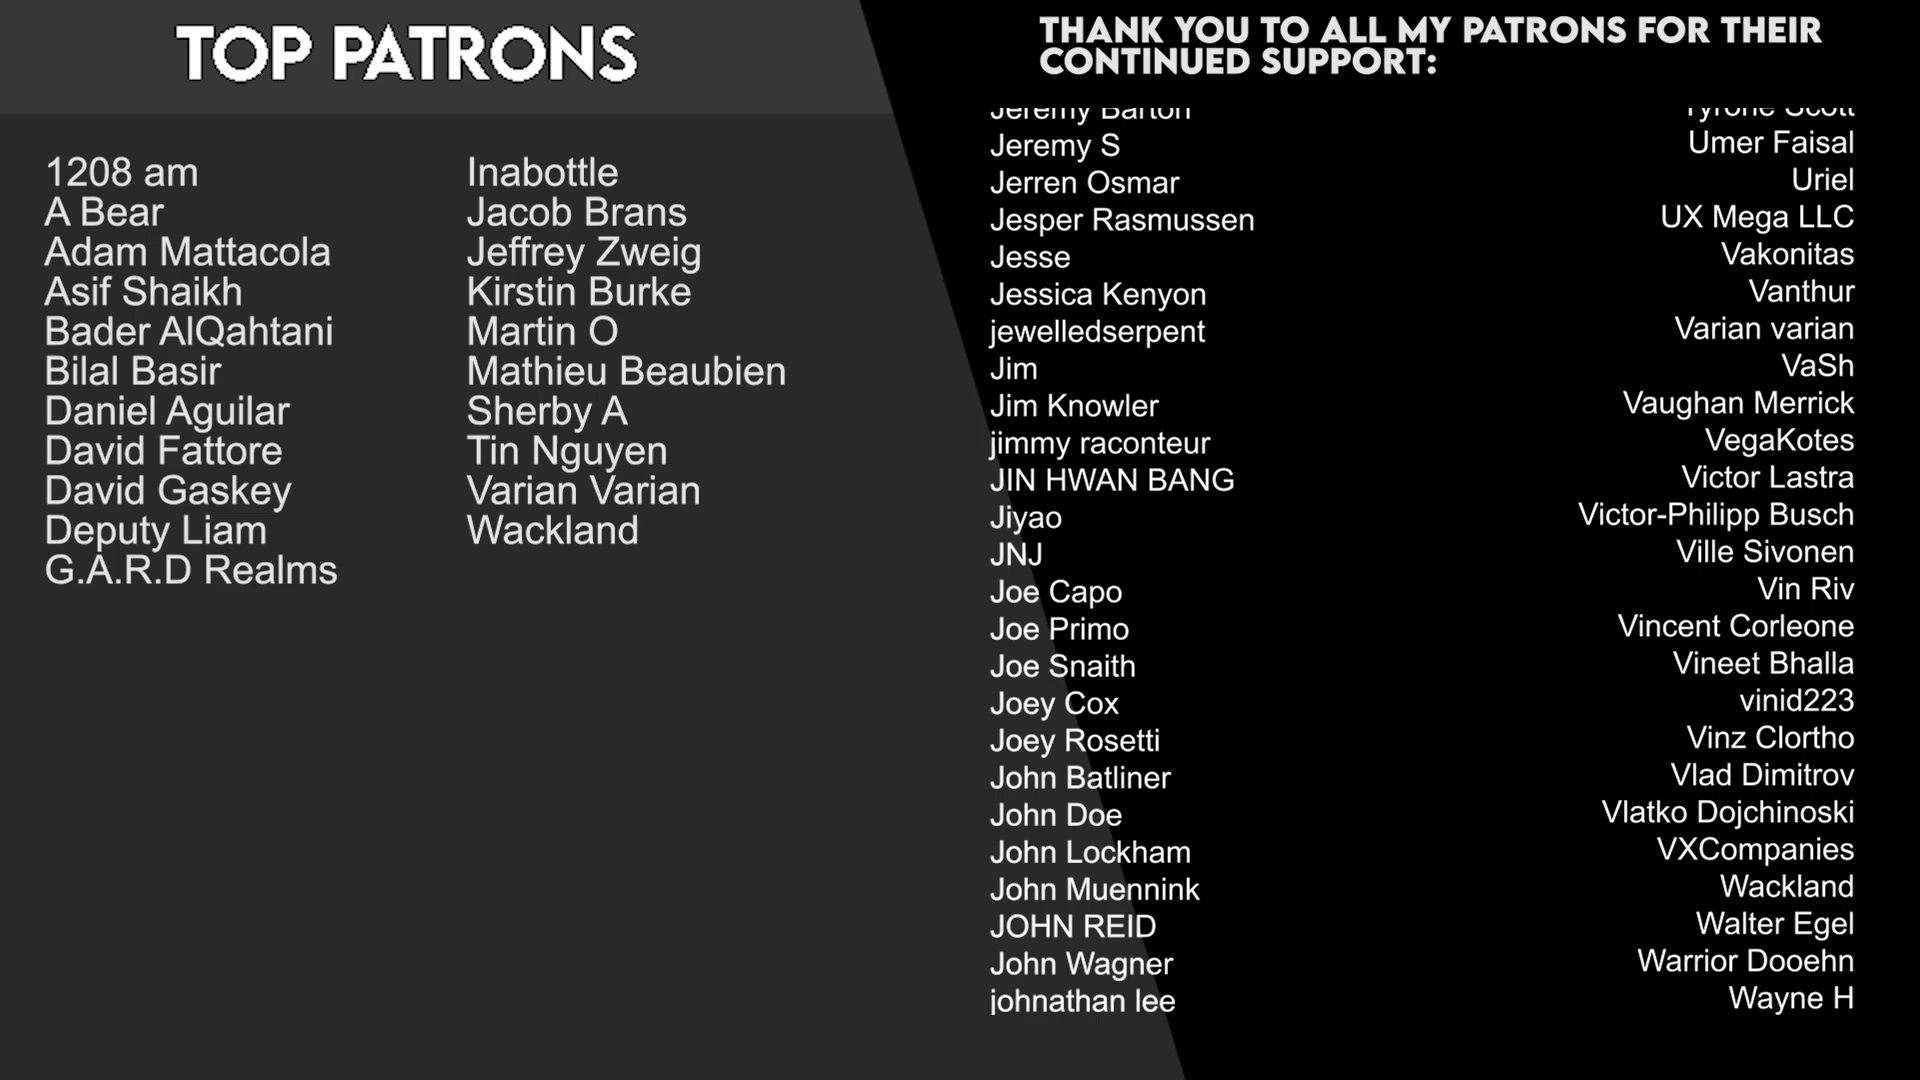 TOP PATRONS
1208 am
A Bear
Adam Mattacola
Asif Shaikh
Bader AlQahtani
Bilal Basir
Daniel Aguilar
David Fattore
David Gaskey
Deputy Liam
G.A.R.D Realms
Inabottle
Jacob Brans
Jeffrey Zweig
Kirstin Burke
Martin O
Mathieu Beaubien
Sherby A
Tin Nguyen
Varian Varian
Wackland
THANK YOU TO ALL MY PATRONS FOR THEIR
CONTINUED SUPPORT:
Jeremy Barton
Jeremy S
Jerren Osmar
Jesper Rasmussen
Jesse
Jessica Kenyon
jewelledserpent
Jim
Jim Knowler
jimmy raconteur
JIN HWAN BANG
Jiyao
JNJ
Joe Capo
Joe Primo
Joe Snaith
Joey Cox
Joey Rosetti
John Batliner
John Doe
John Lockham
John Muennink
JOHN REID
John Wagner
johnathan lee
Tyrone Scott
Umer Faisal
Uriel
UX Mega LLC
Vakonitas
Vanthur
Varian varian
VaSh
Vaughan Merrick
VegaKotes
Victor Lastra
Victor-Philipp Busch
Ville Sivonen
Vin Riv
Vincent Corleone
Vineet Bhalla
vinid223
Vinz Clortho
Vlad Dimitrov
Vlatko Dojchinoski
VXCompanies
Wackland
Walter Egel
Warrior Dooehn
Wayne H